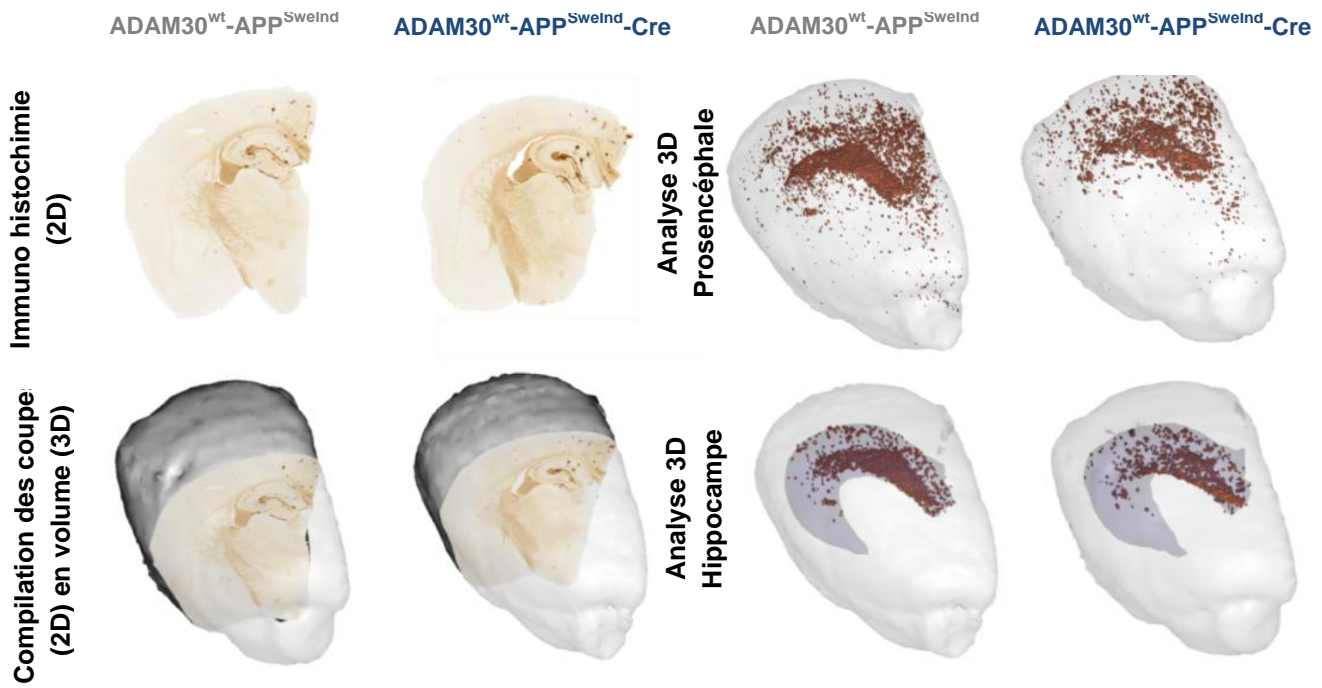 ADAM30wt-APPSweInd
ADAM30wt-APPSweInd-Cre
ADAM30wt-APPSweInd
ADAM30wt-APPSweInd-Cre
Immuno histochimie
(2D)
Analyse 3D
Prosencéphale
Compilation des coupe
(2D) en volume (3D)
Analyse 3D
Hippocampe